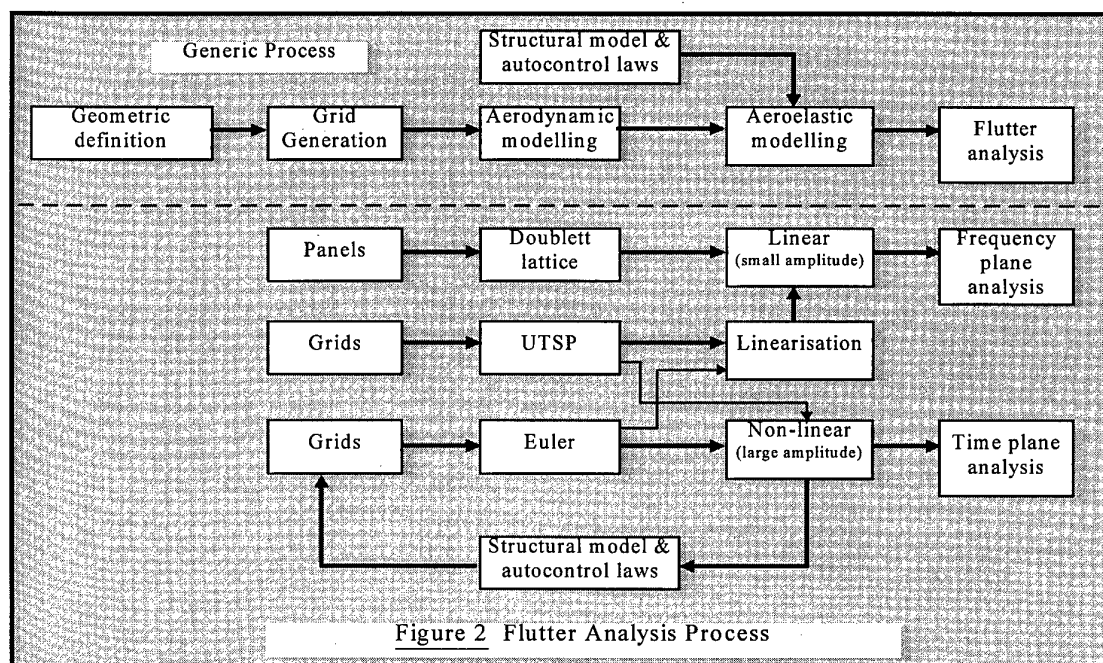 Generic Process
Structural model &
autocontrol laws
Geometric
definition
Grid
Generation
Aerodynamic
modelling
Aeroelastic
modelling
Flutter
analysis
Panels
Doublett
lattice
Linear
(small amplitude)
Frequency
plane
analysis
Grids
UTSP
Linearisation
Grids
Euler
Non-linear
(large amplitude)
Time plane
analysis
Structural model &
autocontrol laws
Figure 2 Flutter Analysis Process